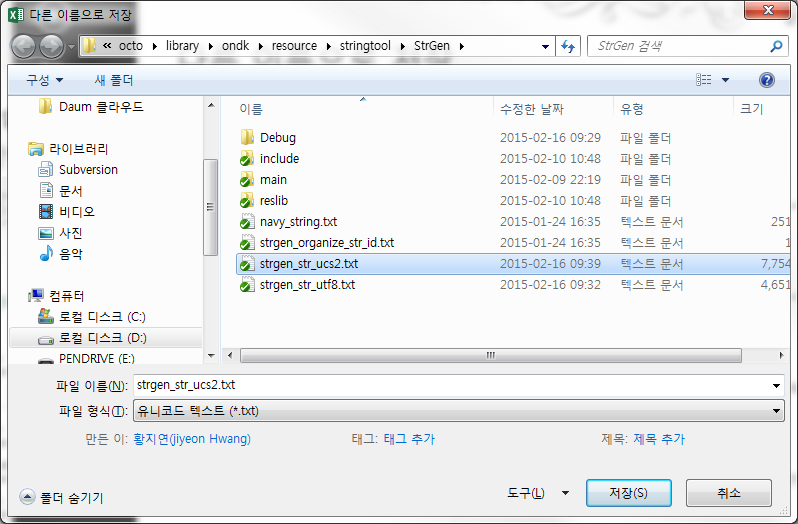 다른 이름으로 저장
« octo library ondk resource stringtool StrGen
StrGen 검색
구성 새 폴더
Daum 클라우드
라이브러리
Subversion
문서
비디오
사진
음악
컴퓨터
로컬 디스크 (C:)
로컬 디스크 (D:)
PENDRIVE (E:)
이름 수정한 날짜 유형 크기
Debug 2015-02-16 09:29 파일 폴더
include 2015-02-10 10:48 파일 폴더
main 2015-02-09 22:19 파일 폴더
reslib 2015-02-10 10:48 파일 폴더
navy_string.txt 2015-01-24 16:35 텍스트 문서 251
strgen_organize_str_id.txt 2015-01-24 16:35 텍스트 문서 1
strgen_str_ucs2.txt 2015-02-16 09:39 텍스트 문서 7,754
strgen_str_utf8.txt 2015-02-16 09:32 텍스트 문서 4,651
파일 이름(N): strgen_str_ucs2.txt
파일 형식(T): 유니코드 텍스트 (*.txt)
만든 이: 황지연(jiyeon Hwang) 태그: 태그 추가 제목: 제목 추가
폴더 숨기기 도구(L) 저장(S) 취소